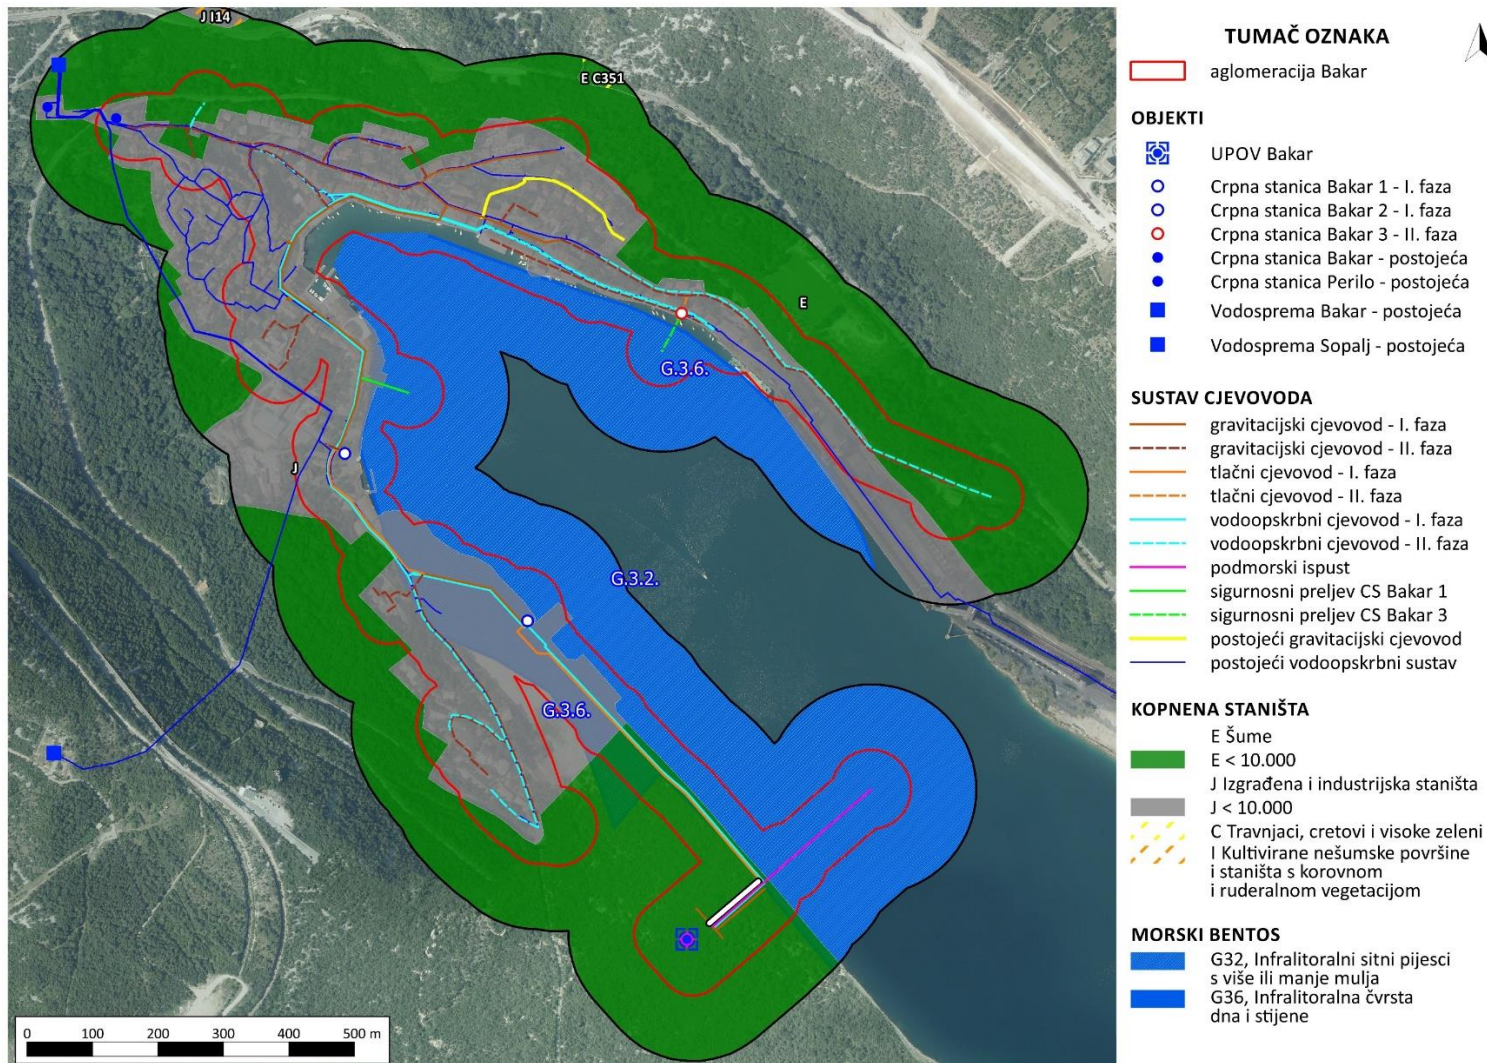 J I14
E C351
E
G.3.6.
J
G.3.2.
G.3.6.
0 100 200 300 400 500 m
TUMAČ OZNAKA
aglomeracija Bakar
OBJEKTI
UPOV Bakar
Crpna stanica Bakar 1 - I. faza
Crpna stanica Bakar 2 - I. faza
Crpna stanica Bakar 3 - II. faza
Crpna stanica Bakar - postojeća
Crpna stanica Perilo - postojeća
Vodosprema Bakar - postojeća
Vodosprema Sopalj - postojeća
SUSTAV CJEVOVODA
gravitacijski cjevovod - I. faza
gravitacijski cjevovod - II. faza
tlačni cjevovod - I. faza
tlačni cjevovod - II. faza
vodoopskrbni cjevovod - I. faza
vodoopskrbni cjevovod - II. faza
podmorski ispust
sigurnosni preljev CS Bakar 1
sigurnosni preljev CS Bakar 3
postojeći gravitacijski cjevovod
postojeći vodoopskrbni sustav
KOPNENA STANIŠTA
E Šume
E < 10.000
J Izgrađena i industrijska staništa
J < 10.000
C Travnjaci, cretovi i visoke zeleni
I Kultivirane nešumske površine
i staništa s korovnom
i ruderalnom vegetacijom
MORSKI BENTOS
G32, Infralitoralni sitni pijesci
s više ili manje mulja
G36, Infralitoralna čvrsta
dna i stijene